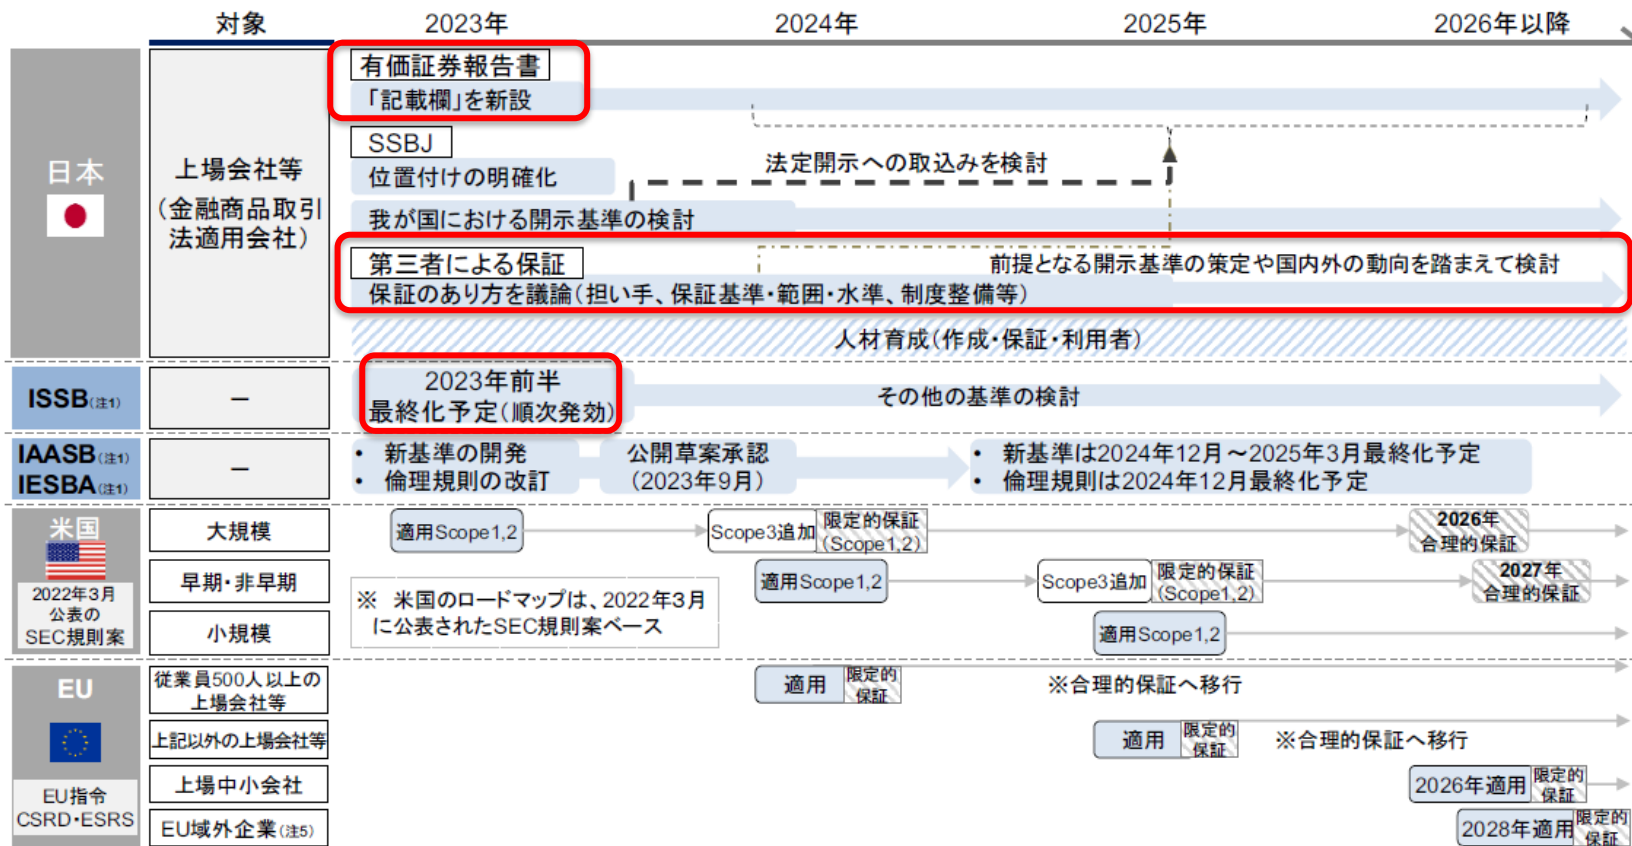 対象
2023年
2024年
2025年
2026年以降
日本
上場会社等
（金融商品取引
法適用会社）
有価証券報告書
「記載欄」を新設
SSBJ
位置付けの明確化
法定開示への取込みを検討
我が国における開示基準の検討
第三者による保証
前提となる開示基準の策定や国内外の動向を踏まえて検討
保証のあり方を議論（担い手、保証基準・範囲・水準、制度整備等）
人材育成（作成・保証・利用者）
ISSB（注1）
－
2023年前半
最終化予定（順次発効）
その他の基準の検討
IAASB（注1）
IESBA（注1）
－
• 新基準の開発
• 倫理規則の改訂
公開草案承認
（2023年9月）
• 新基準は2024年12月～2025年3月最終化予定
• 倫理規則は2024年12月最終化予定
米国
2022年3月
公表の
SEC規則案
大規模
適用Scope1,2
Scope3追加
限定的保証
（Scope1,2）
2026年
合理的保証
早期・非早期
適用Scope1,2
Scope3追加
限定的保証
（Scope1,2）
2027年
合理的保証
※ 米国のロードマップは、2022年3月
に公表されたSEC規則案ベース
小規模
適用Scope1,2
EU
EU指令
CSRD・ESRS
従業員500人以上の
上場会社等
適用
限定的
保証
※合理的保証へ移行
上記以外の上場会社等
適用
限定的
保証
※合理的保証へ移行
上場中小会社
2026年適用
限定的
保証
EU域外企業（注5）
2028年適用
限定的
保証